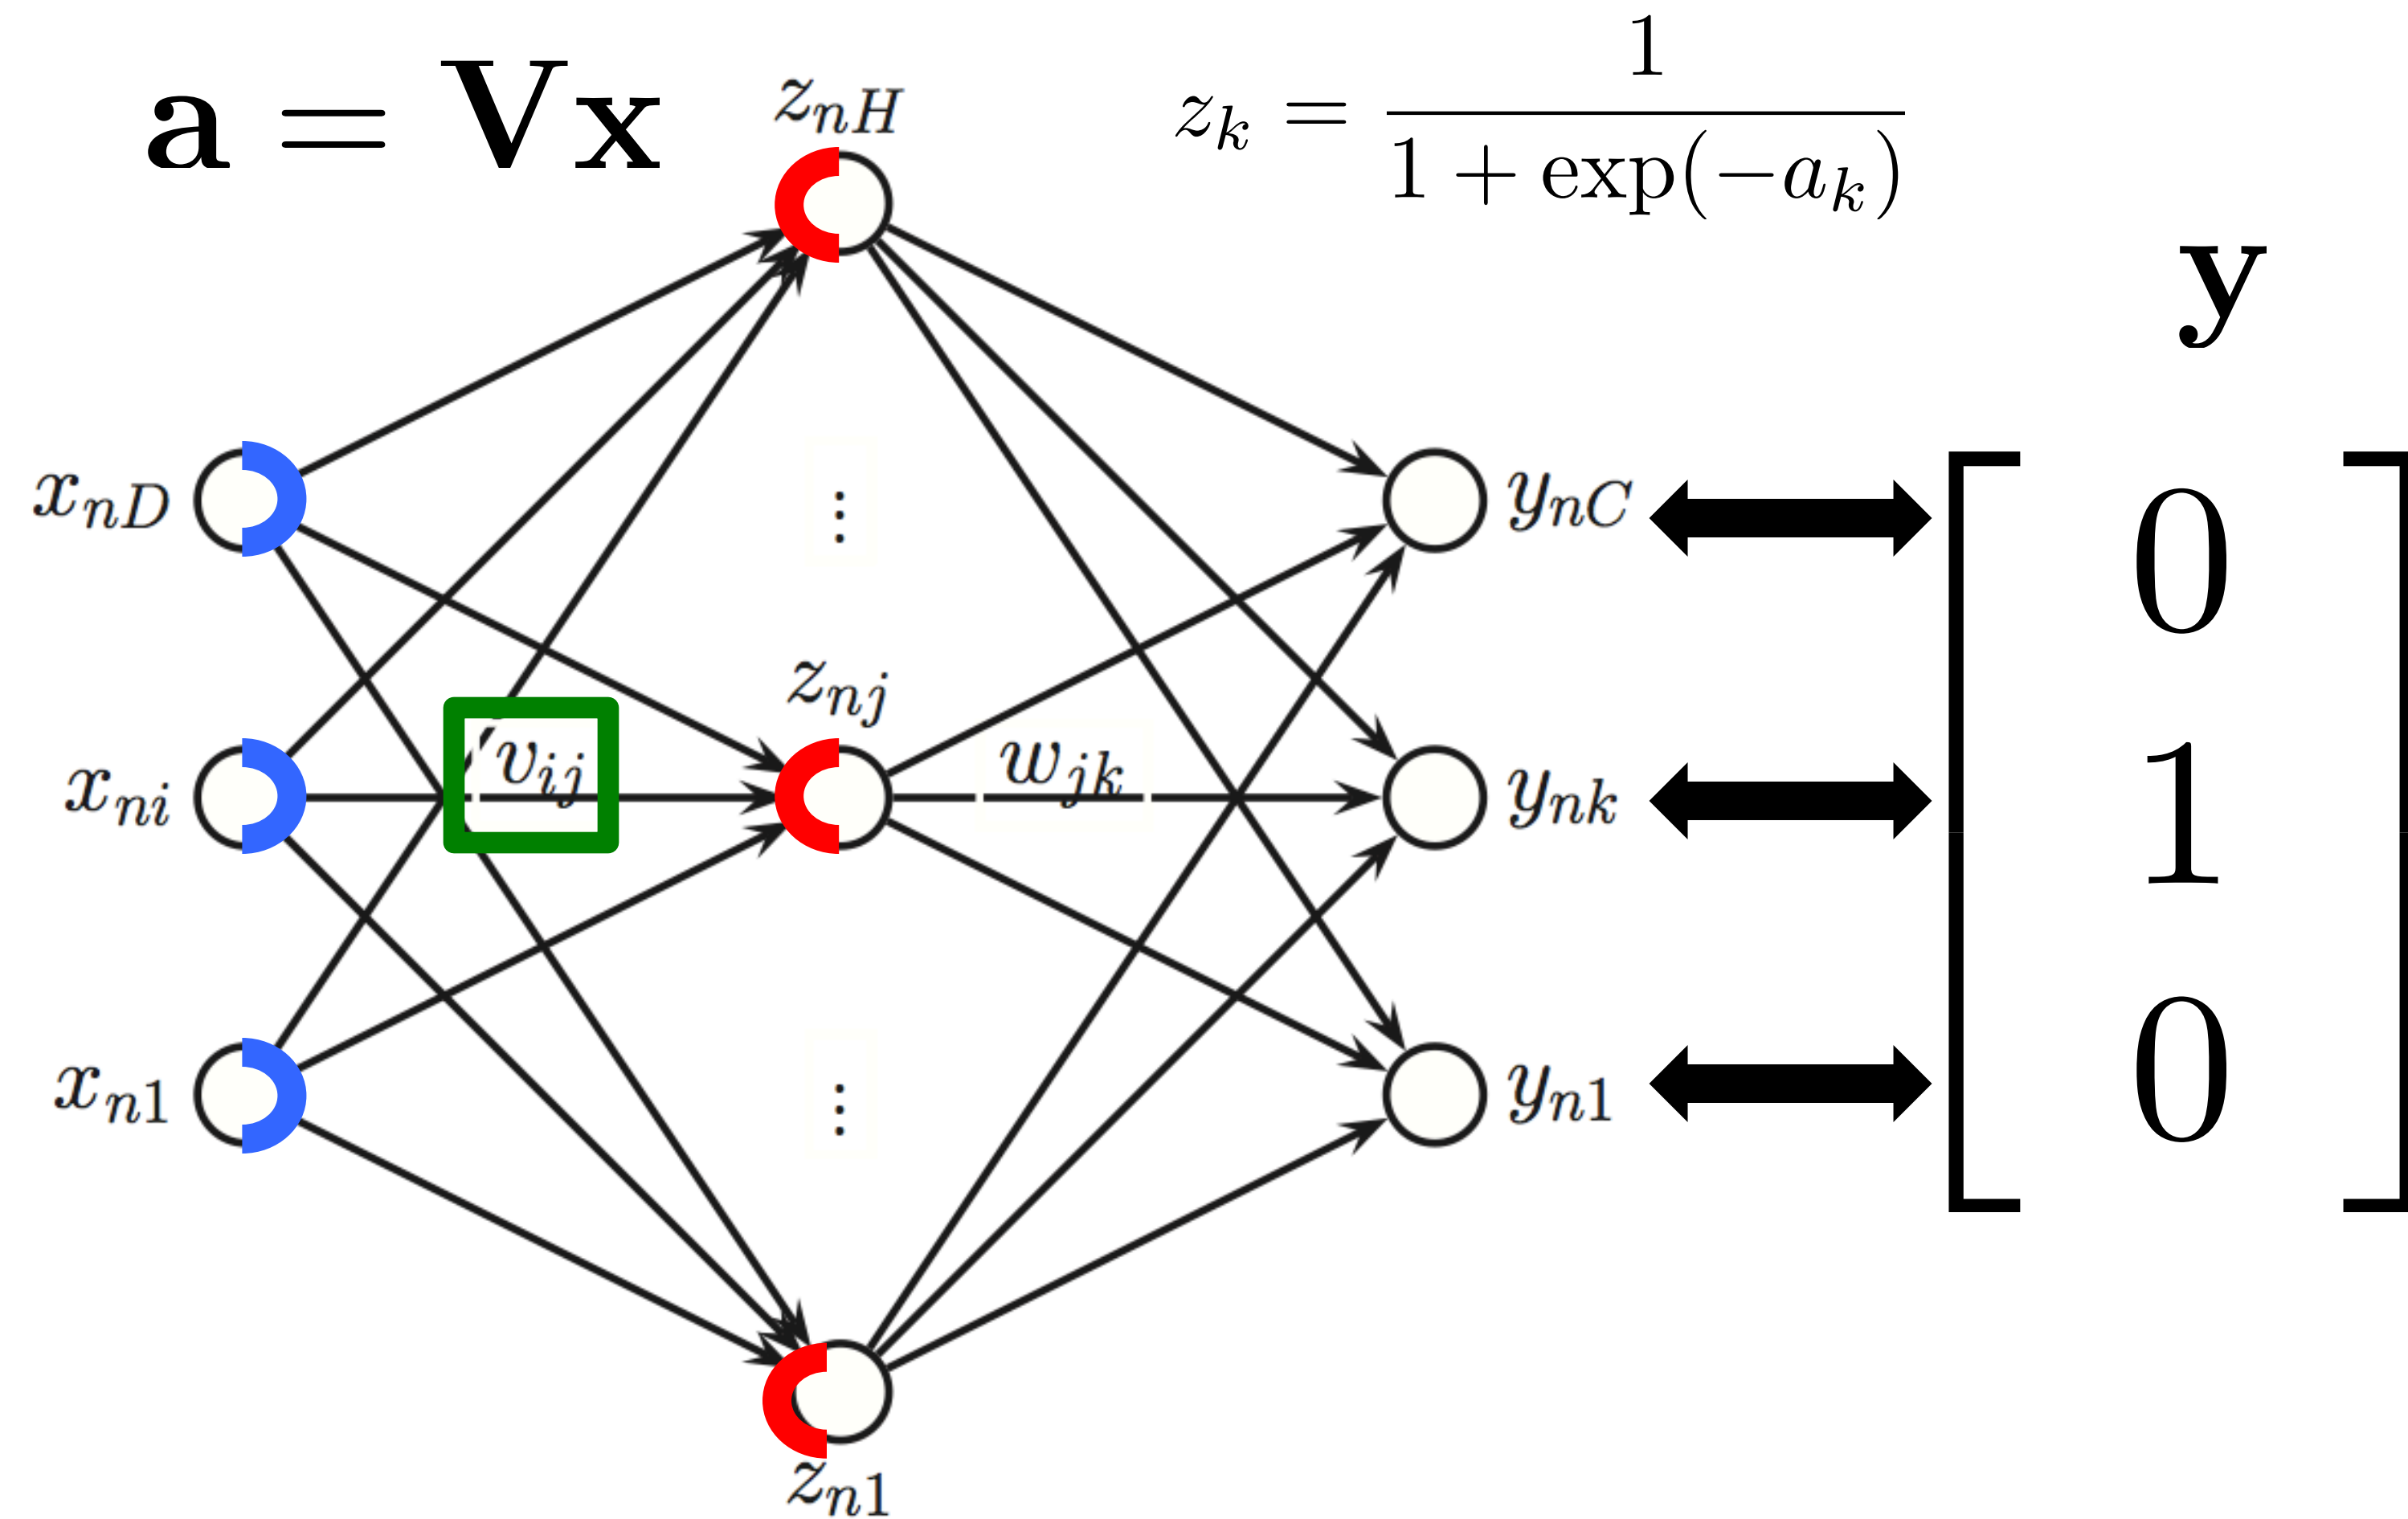 a = Vx
z_{nH}
z_k = \frac{1}{1 + \exp(-a_k)}
y
x_{nD}
⋮
y_{nC}
0
z_{nj}
x_{ni}
v_{ij}
w_{jk}
y_{nk}
1
x_{n1}
⋮
y_{n1}
0
z_{n1}